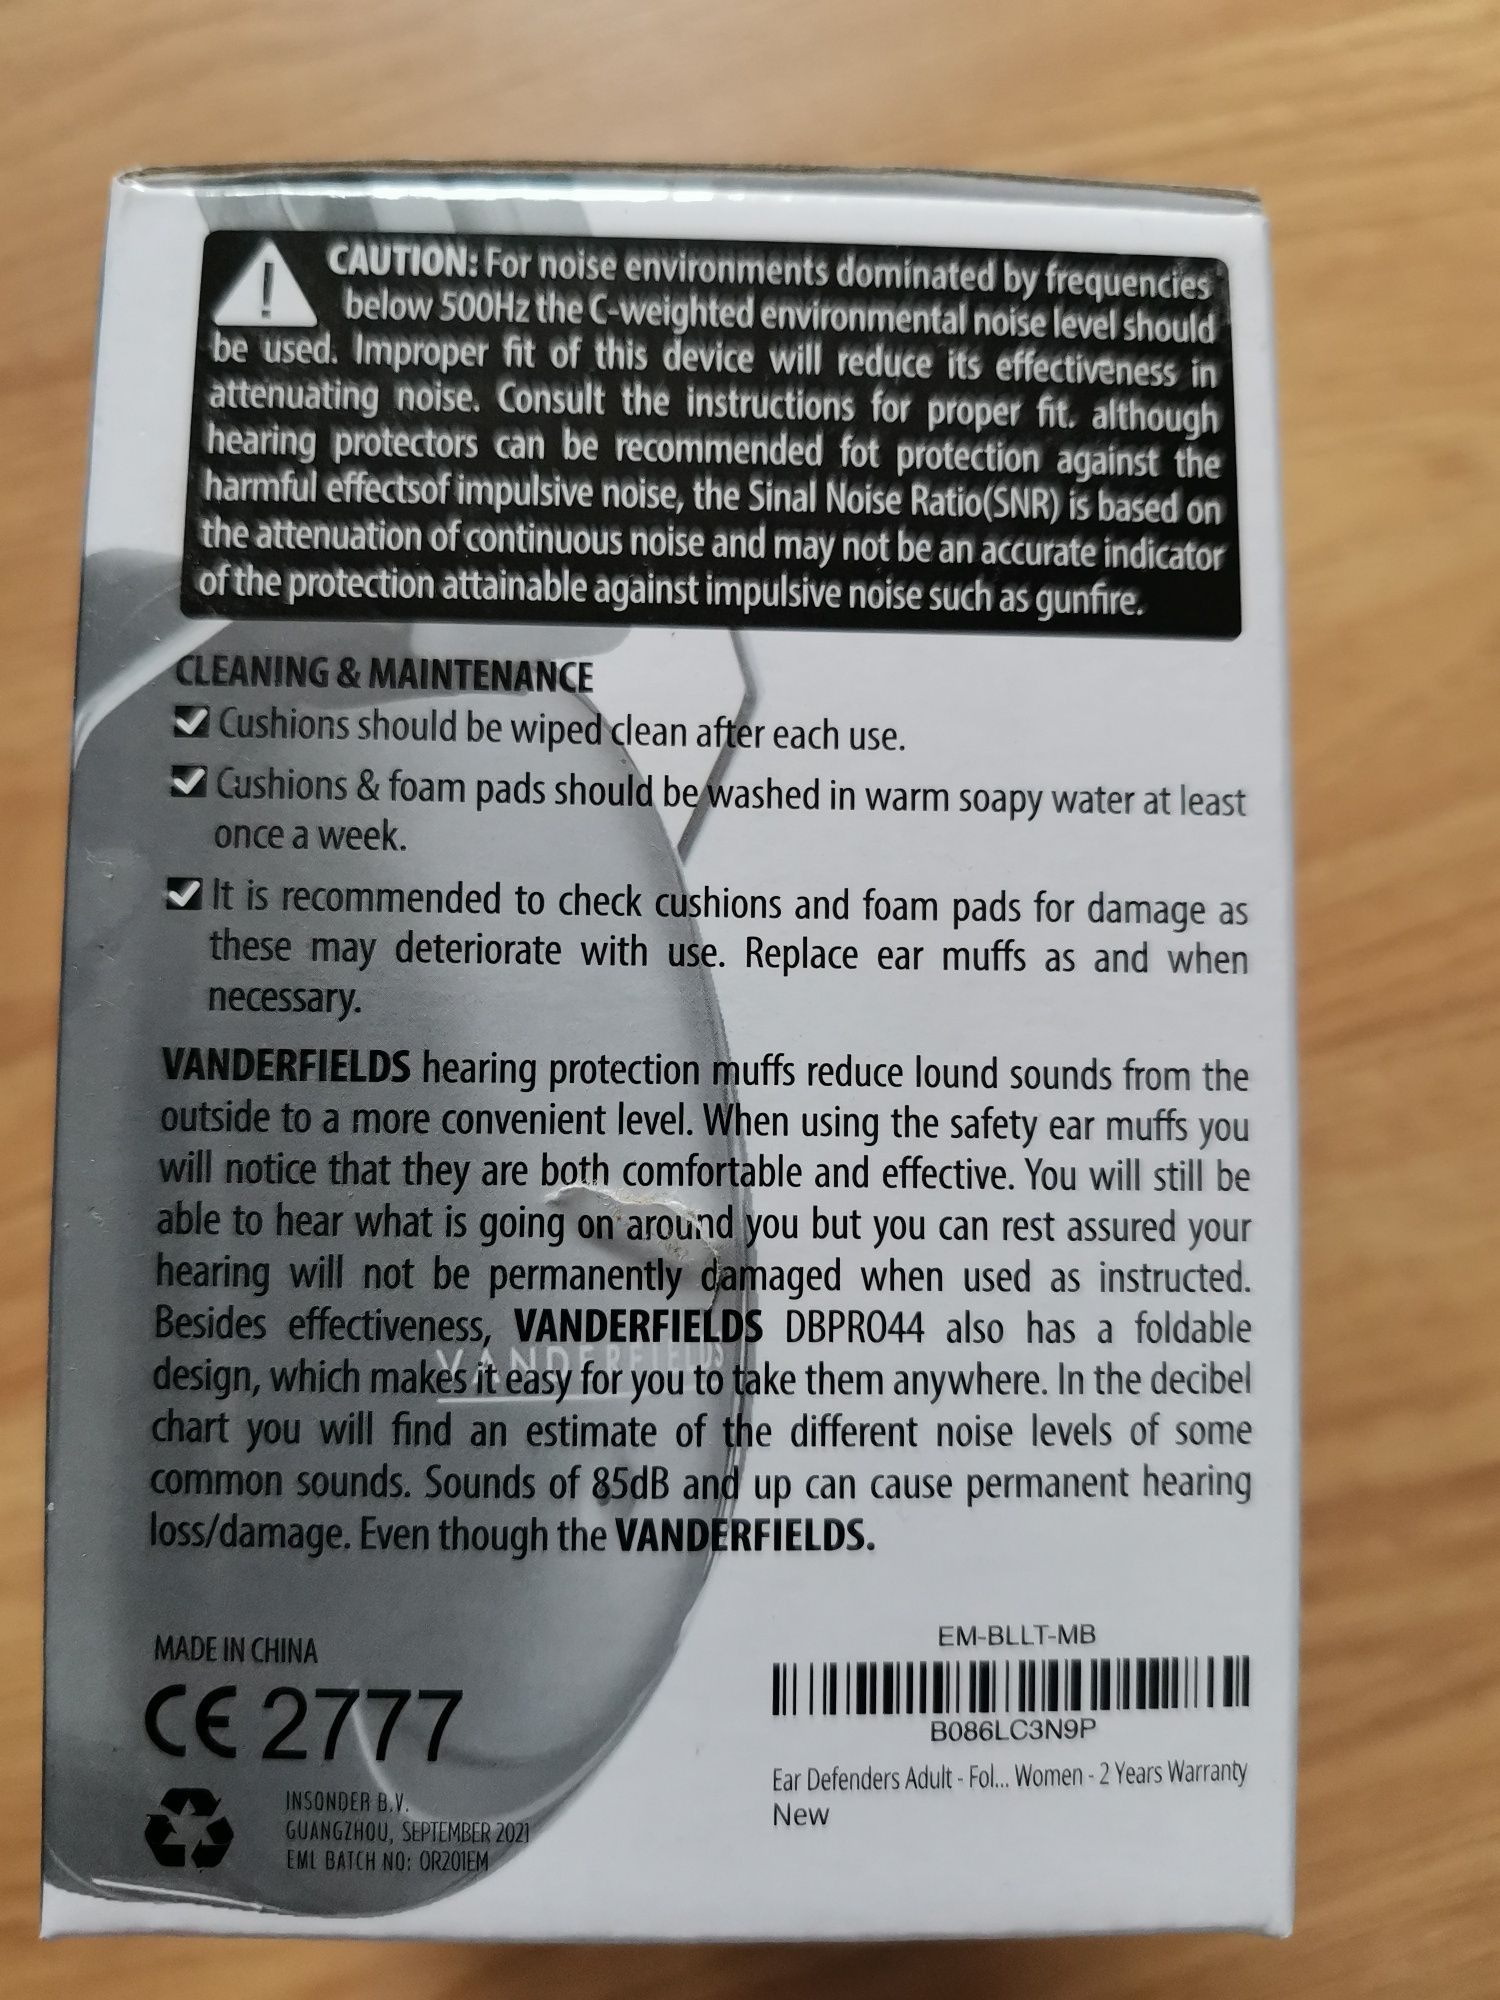 CAUTION: For noise environments dominated by frequencies
below 500Hz the C-weighted environmental noise level should
be used. Improper fit of this device will reduce its effectiveness in
attenuating noise. Consult the instructions for proper fit. although
hearing protectors can be recommended fot protection against the
harmful effectsof impulsive noise, the Sinal Noise Ratio(SNR) is based on
the attenuation of continuous noise and may not be an accurate indicator
of the protection attainable against impulsive noise such as gunfire.
CLEANING & MAINTENANCE
Cushions should be wiped clean after each use.
Cushions & foam pads should be washed in warm soapy water at least
once a week.
It is recommended to check cushions and foam pads for damage as
these may deteriorate with use. Replace ear muffs as and when
necessary.
VANDERFIELDS hearing protection muffs reduce lound sounds from the
outside to a more convenient level. When using the safety ear muffs you
will notice that they are both comfortable and effective. You will still be
able to hear what is going on around you but you can rest assured your
hearing will not be permanently damaged when used as instructed.
Besides effectiveness, VANDERFIELDS DBPRO44 also has a foldable
VANDERFIELDS
design, which makes it easy for you to take them anywhere. In the decibel
chart you will find an estimate of the different noise levels of some
common sounds. Sounds of 85dB and up can cause permanent hearing
loss/damage. Even though the VANDERFIELDS.
MADE IN CHINA
CE 2777
INSONDER B.V.
GUANGZHOU, SEPTEMBER 2021
EML BATCH NO: OR201EM
EM-BLLT-MB
B086LC3N9P
Ear Defenders Adult - Fol... Women - 2 Years Warranty
New